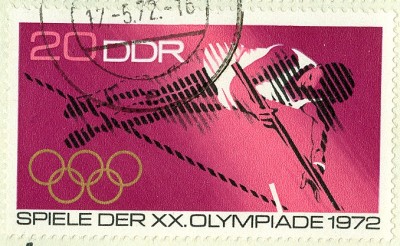 17.-5.72.-16
20 DDR
SPIELE DER XX. OLYMPIADE 1972